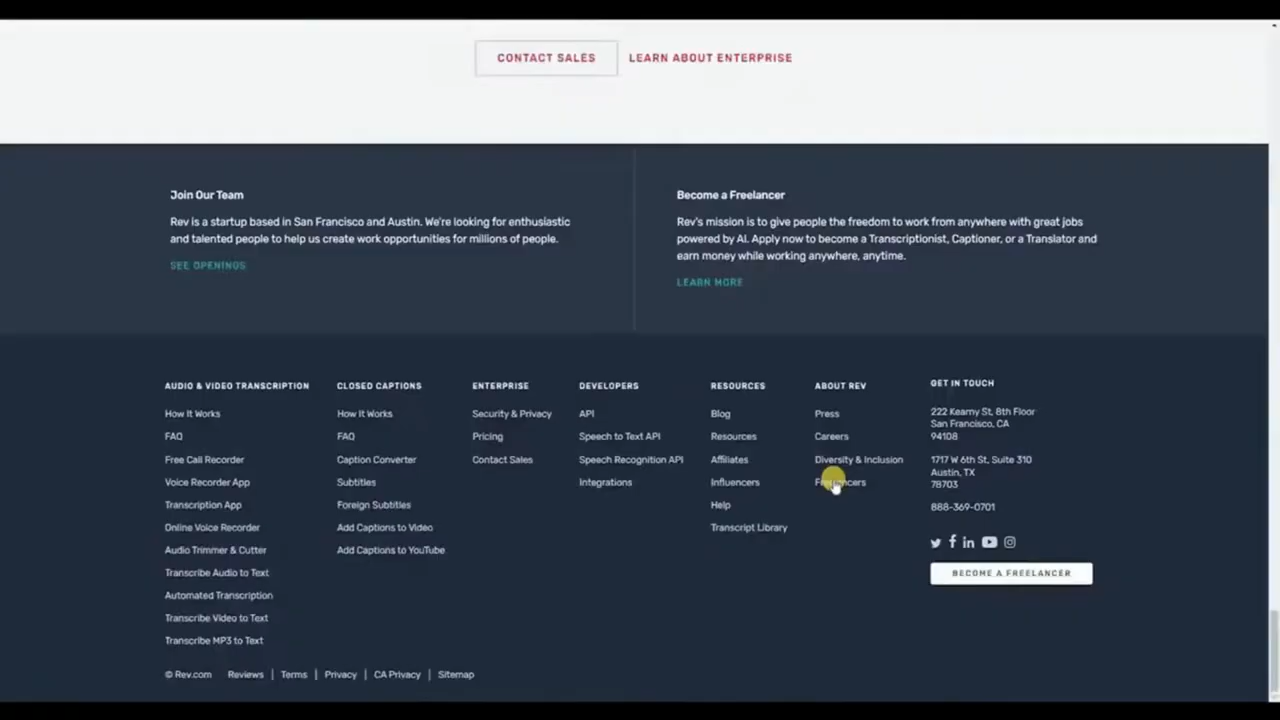 CONTACT SALES
LEARN ABOUT ENTERPRISE
Join Our Team
Rev is a startup based in San Francisco and Austin. We're looking for enthusiastic
and talented people to help us create work opportunities for millions of people.
SEE OPENINGS
Become a Freelancer
Rev's mission is to give people the freedom to work from anywhere with great jobs
powered by AI. Apply now to become a Transcriptionist, Captioner, or a Translator and
earn money while working anywhere, anytime.
LEARN MORE
AUDIO & VIDEO TRANSCRIPTION
How It Works
FAQ
Free Call Recorder
Voice Recorder App
Transcription App
Online Voice Recorder
Audio Trimmer & Cutter
Transcribe Audio to Text
Automated Transcription
Transcribe Video to Text
Transcribe MP3 to Text
CLOSED CAPTIONS
How It Works
FAQ
Caption Converter
Subtitles
Foreign Subtitles
Add Captions to Video
Add Captions to YouTube
ENTERPRISE
Security & Privacy
Pricing
Contact Sales
DEVELOPERS
API
Speech to Text API
Speech Recognition API
Integrations
RESOURCES
Blog
Resources
Affiliates
Influencers
Help
Transcript Library
ABOUT REV
Press
Careers
Diversity & Inclusion
Freelancers
GET IN TOUCH
222 Kearny St, 8th Floor
San Francisco, CA
94108
1717 W 6th St, Suite 310
Austin, TX
78703
888-369-0701
BECOME A FREELANCER
© Rev.com Reviews | Terms | Privacy | CA Privacy | Sitemap